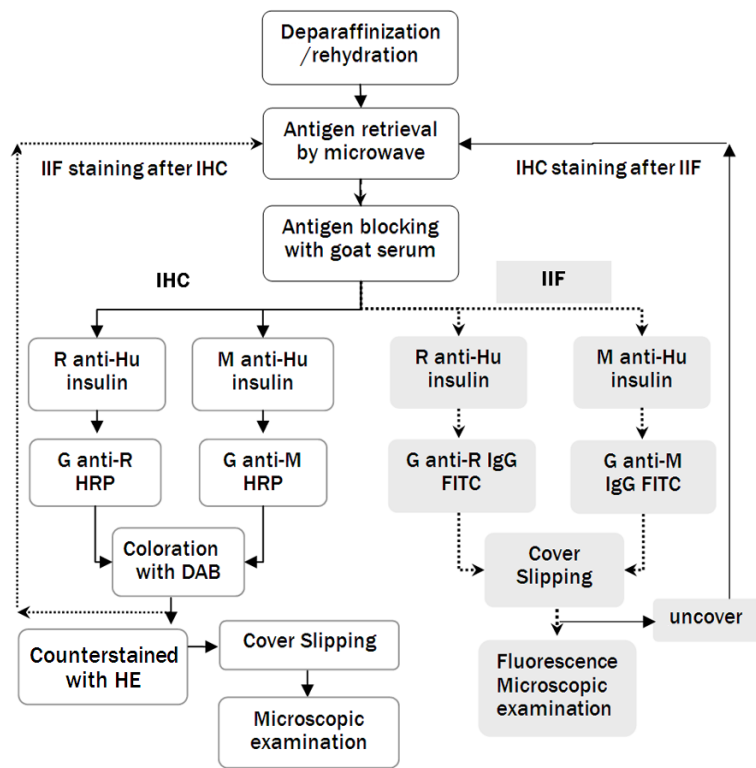 Deparaffinization
/rehydration
Antigen retrieval
by microwave
IIF staining after IHC
IHC staining after IIF
Antigen blocking
with goat serum
IHC
IIF
R anti-Hu
insulin
M anti-Hu
insulin
R anti-Hu
insulin
M anti-Hu
insulin
G anti-R
HRP
G anti-M
HRP
G anti-R IgG
FITC
G anti-M
IgG FITC
Coloration
with DAB
Cover
Slipping
uncover
Counterstained
with HE
Cover Slipping
Fluorescence
Microscopic
examination
Microscopic
examination